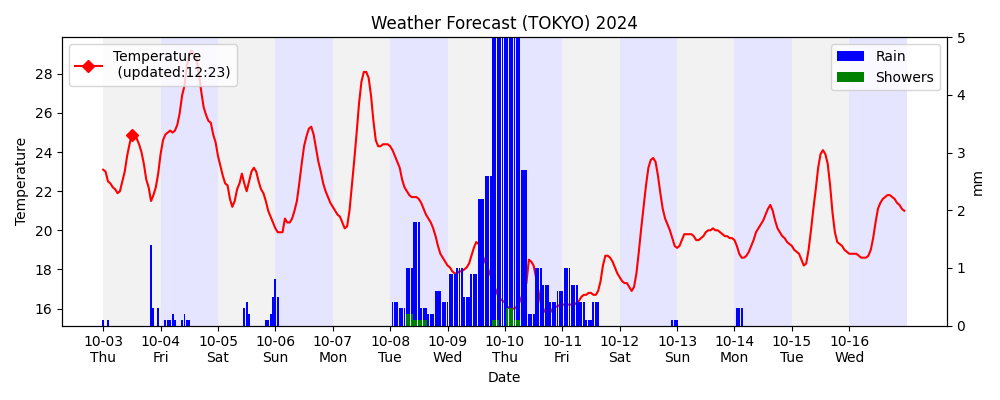 Weather Forecast (TOKYO) 2024
Temperature
(updated:12:23)
Rain
Showers
Temperature
28
26
24
22
20
18
16
5
4
3
2
1
0
mm
10-03 10-04 10-05 10-06 10-07 10-08 10-09 10-10 10-11 10-12 10-13 10-14 10-15 10-16
Thu Fri Sat Sun Mon Tue Wed Thu Fri Sat Sun Mon Tue Wed
Date